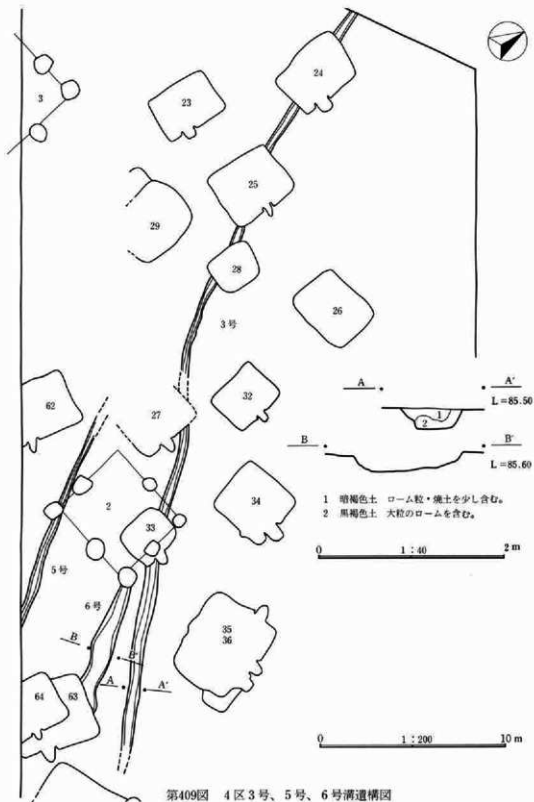 3
23
24
25
29
28
26
3号
62
27
32
A
A′
L＝85.50
1
2
B
B′
L＝85.60
2
33
34
1 暗褐色土 ローム粒・焼土を少し含む。
2 黒褐色土 大粒のロームを含む。
0 1：40 2m
5号
6号
B
B′
A
A′
35
36
64
63
0 1：200 10m
第409図 4区3号、5号、6号溝遺構図